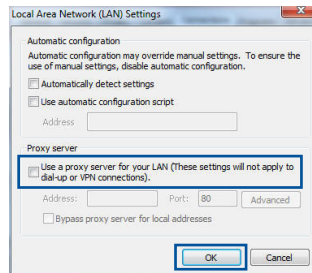 Local Area Network (LAN) Settings
Automatic configuration
Automatic configuration may override manual settings. To ensure the
use of manual settings, disable automatic configuration.
Automatically detect settings
Use automatic configuration script
Address
Proxy server
Use a proxy server for your LAN (These settings will not apply to
dial-up or VPN connections).
Address: Port: 80 Advanced
Bypass proxy server for local addresses
OK Cancel